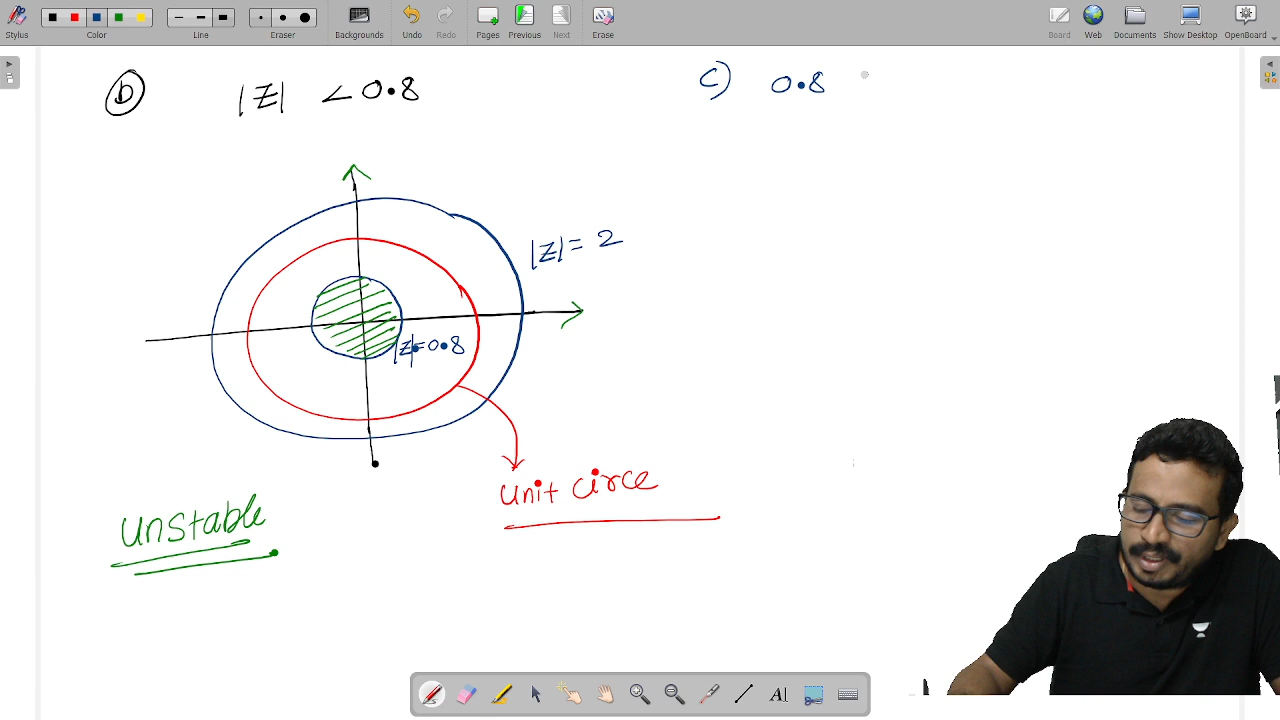 Stylus Color Line Eraser Backgrounds Undo Redo Pages Previous Next Erase Board Web Documents Show Desktop OpenBoard
b) |Z| < 0.8
c) 0.8
|Z| = 2
|Z|=0.8
unit circe
unstable